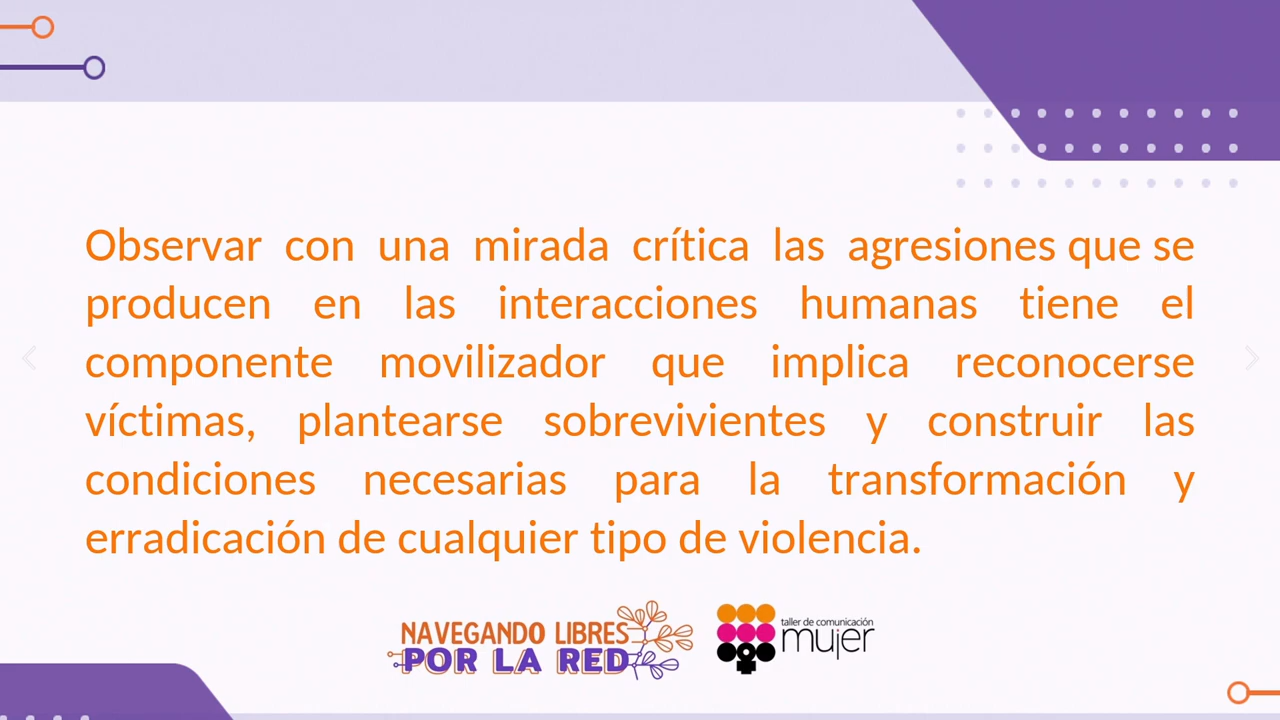 Observar con una mirada crítica las agresiones que se
producen en las interacciones humanas tiene el
componente movilizador que implica reconocerse
víctimas, plantearse sobrevivientes y construir las
condiciones necesarias para la transformación y
erradicación de cualquier tipo de violencia.
NAVEGANDO LIBRES
POR LA RED
taller de comunicación
mujer